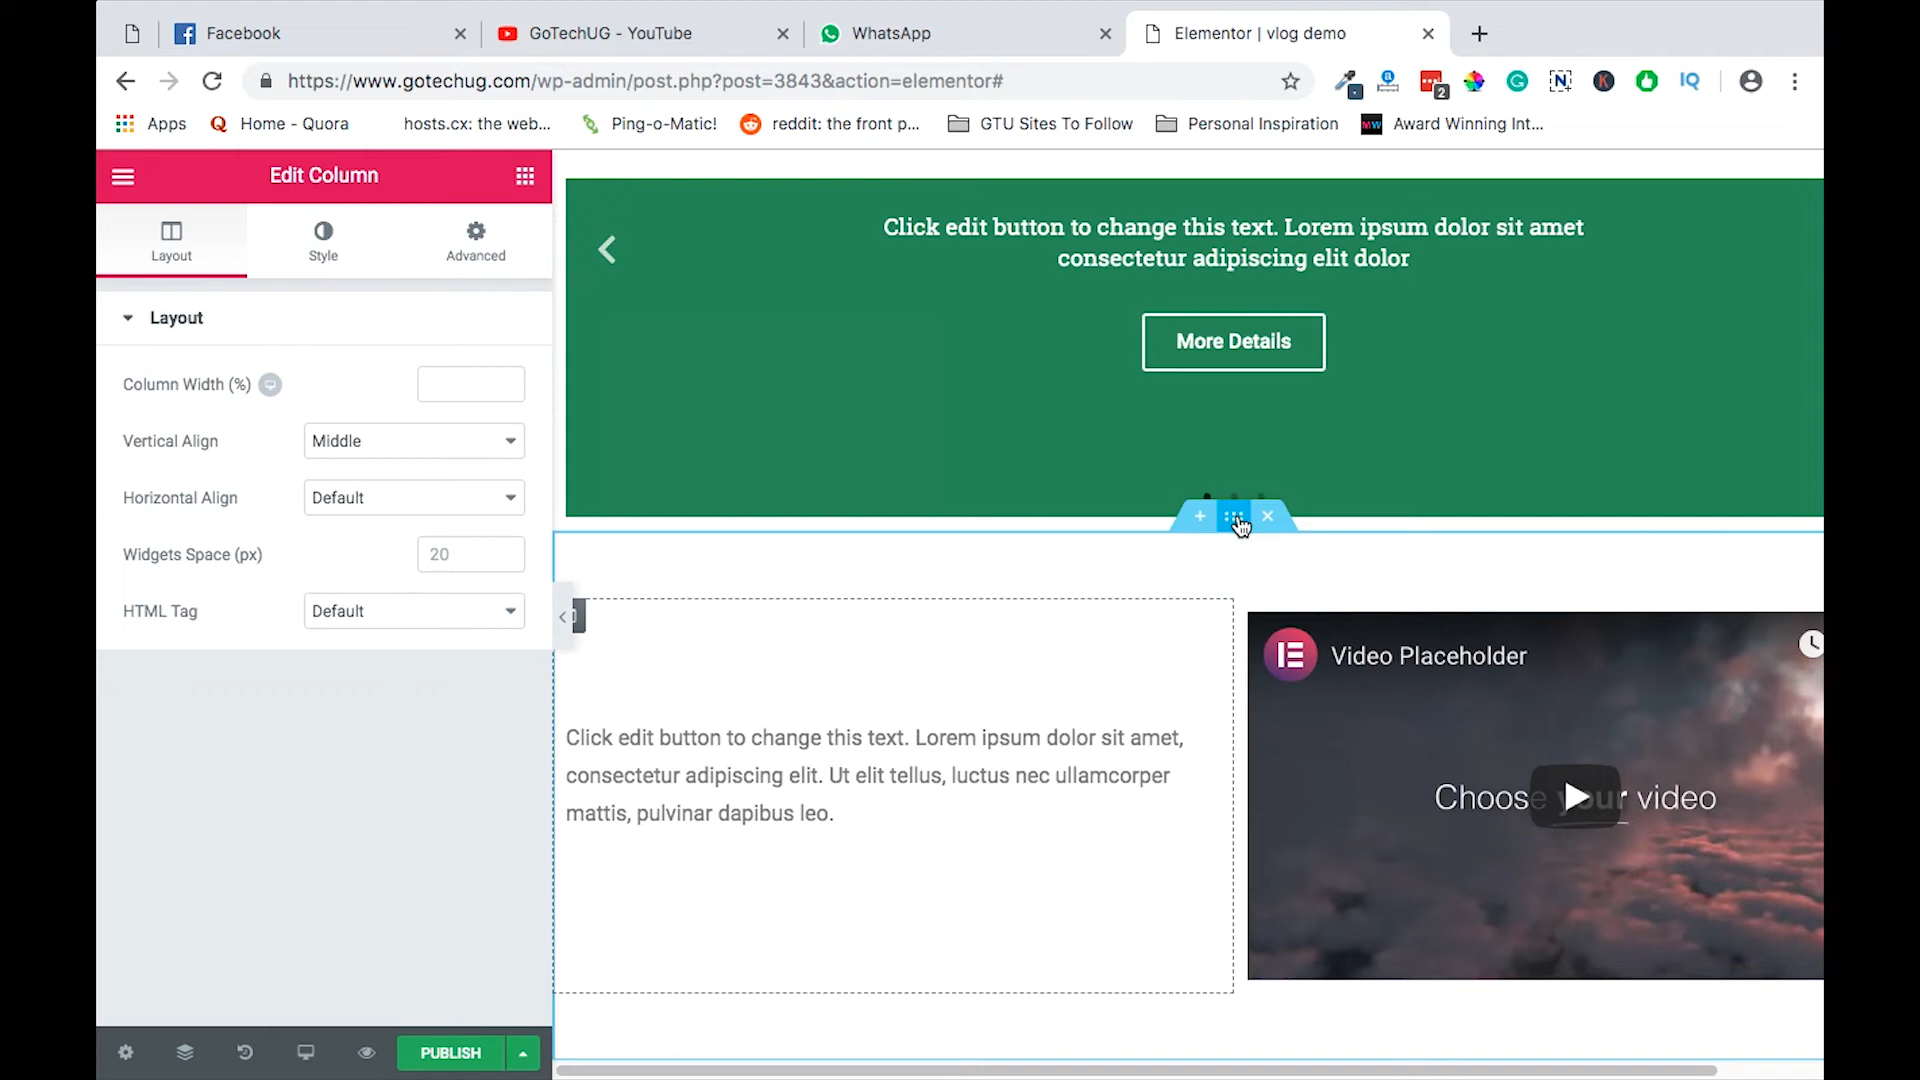 Facebook
GoTechUG - YouTube
WhatsApp
Elementor | vlog demo
https://www.gotechug.com/wp-admin/post.php?post=3843&action=elementor#
2
IQ
Apps
Home - Quora
hosts.cx: the web...
Ping-o-Matic!
reddit: the front p...
GTU Sites To Follow
Personal Inspiration
Award Winning Int...
Edit Column
Layout
Style
Advanced
Layout
Column Width (%)
Vertical Align
Middle
Horizontal Align
Default
Widgets Space (px)
20
HTML Tag
Default
PUBLISH
Click edit button to change this text. Lorem ipsum dolor sit amet
consectetur adipiscing elit dolor
More Details
Click edit button to change this text. Lorem ipsum dolor sit amet,
consectetur adipiscing elit. Ut elit tellus, luctus nec ullamcorper
mattis, pulvinar dapibus leo.
Video Placeholder
Choose your video